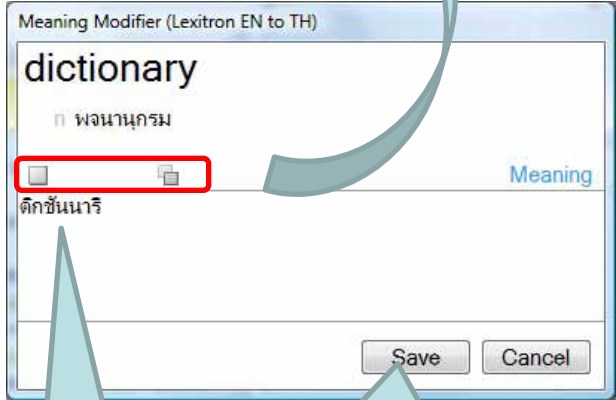 Meaning Modifier (Lexitron EN to TH)
dictionary
n พจนานุกรม
Meaning
ดิกชันนารี
Save Cancel